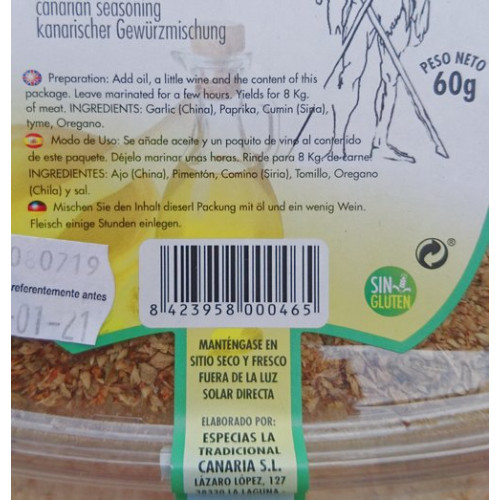 canarian seasoning
kanarischer Gewürzmischung
PESO NETO
60g
Preparation: Add oil, a little wine and the content of this
package. Leave marinated for a few hours. Yields for 8 Kg.
of meat. INGREDIENTS: Garlic (China), Paprika, Cumin (Siria),
tyme, Oregano.
Modo de Uso: Se añade aceite y un poquito de vino al contenido
de este paquete. Déjelo marinar unas horas. Rinde para 8 Kg. de carne.
INGREDIENTES: Ajo (China), Pimentón, Comino (Siria), Tomillo, Oregano
(Chila) y sal.
Mischen Sie den Inhalt dieserl Packung mit öl und ein wenig Wein.
Fleisch einige Stunden einlegen.
080719
referentemente antes
-01-21
8 423958 000465
SIN
GLUTEN
MANTÉNGASE EN
SITIO SECO Y FRESCO
FUERA DE LA LUZ
SOLAR DIRECTA
ELABORADO POR:
ESPECIAS LA
TRADICIONAL
CANARIA S.L.
LÁZARO LÓPEZ, 127
38320 LA LAGUNA